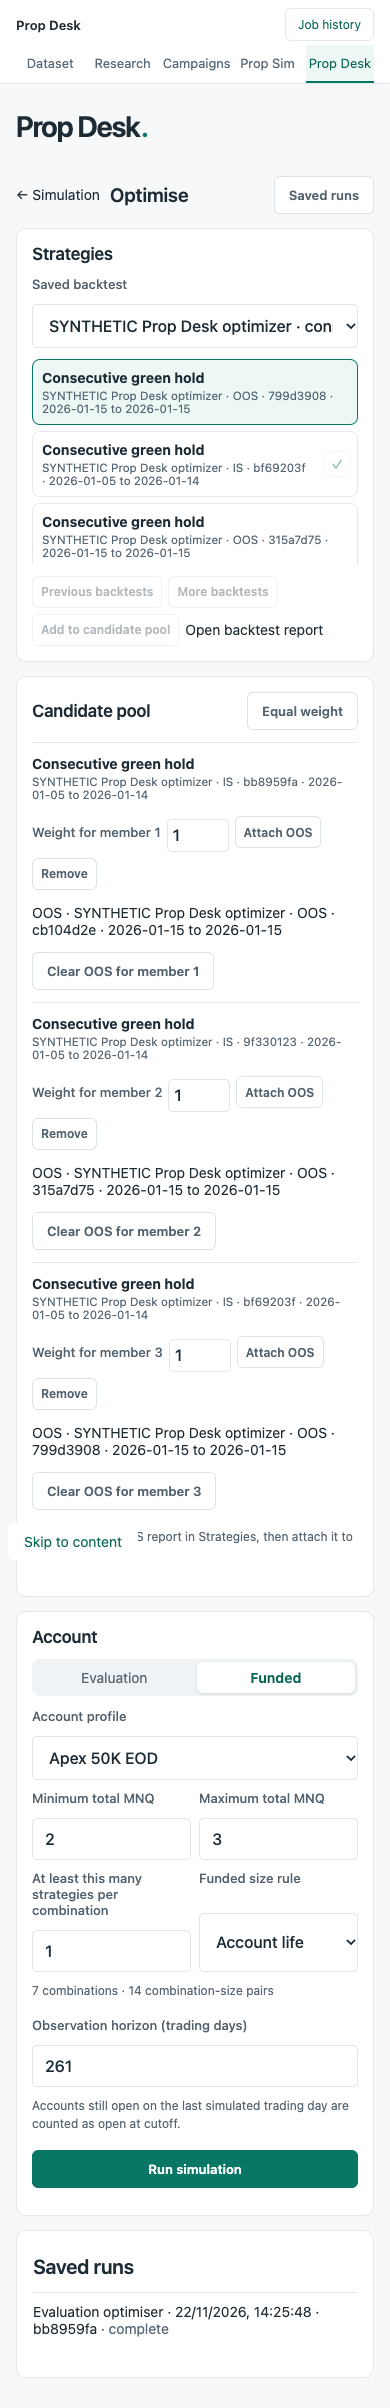 Prop Desk
Job history
Dataset
Research
Campaigns
Prop Sim
Prop Desk
Prop Desk.
← Simulation
Optimise
Saved runs
Strategies
Saved backtest
SYNTHETIC Prop Desk optimizer · con
Consecutive green hold
SYNTHETIC Prop Desk optimizer · OOS · 799d3908 ·
2026-01-15 to 2026-01-15
Consecutive green hold
SYNTHETIC Prop Desk optimizer · IS · bf69203f
· 2026-01-05 to 2026-01-14
✓
Consecutive green hold
SYNTHETIC Prop Desk optimizer · OOS · 315a7d75 ·
2026-01-15 to 2026-01-15
Previous backtests
More backtests
Add to candidate pool
Open backtest report
Candidate pool
Equal weight
Consecutive green hold
SYNTHETIC Prop Desk optimizer · IS · bb8959fa · 2026-
01-05 to 2026-01-14
Weight for member 1
1
Attach OOS
Remove
OOS · SYNTHETIC Prop Desk optimizer · OOS ·
cb104d2e · 2026-01-15 to 2026-01-15
Clear OOS for member 1
Consecutive green hold
SYNTHETIC Prop Desk optimizer · IS · 9f330123 · 2026-
01-05 to 2026-01-14
Weight for member 2
1
Attach OOS
Remove
OOS · SYNTHETIC Prop Desk optimizer · OOS ·
315a7d75 · 2026-01-15 to 2026-01-15
Clear OOS for member 2
Consecutive green hold
SYNTHETIC Prop Desk optimizer · IS · bf69203f · 2026-
01-05 to 2026-01-14
Weight for member 3
1
Attach OOS
Remove
OOS · SYNTHETIC Prop Desk optimizer · OOS ·
799d3908 · 2026-01-15 to 2026-01-15
Clear OOS for member 3
Skip to content
S report in Strategies, then attach it to
Account
Evaluation
Funded
Account profile
Apex 50K EOD
Minimum total MNQ
Maximum total MNQ
2
3
At least this many
strategies per
combination
Funded size rule
1
Account life
7 combinations · 14 combination-size pairs
Observation horizon (trading days)
261
Accounts still open on the last simulated trading day are
counted as open at cutoff.
Run simulation
Saved runs
Evaluation optimiser · 22/11/2026, 14:25:48 ·
bb8959fa · complete